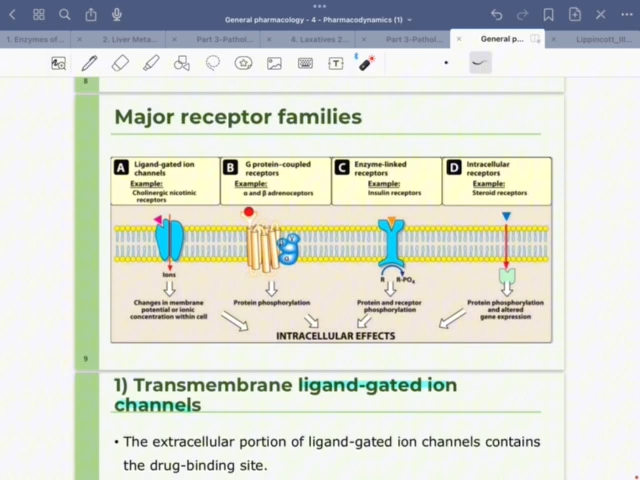 General pharmacology - 4 - Pharmacodynamics (1)
1. Enzymes of...
2. Liver Meta...
Part 3-Pathol...
4. Laxatives 2...
Part 3-Pathol...
General p...
Lippincott_Ill...
8
Major receptor families
A Ligand-gated ion
channels
Example:
Cholinergic nicotinic
receptors
B G protein–coupled
receptors
Example:
α and β adrenoceptors
C Enzyme-linked
receptors
Example:
Insulin receptors
D Intracellular
receptors
Example:
Steroid receptors
Ions
R R-PO₄
Changes in membrane
potential or ionic
concentration within cell
Protein phosphorylation
Protein and receptor
phosphorylation
Protein phosphorylation
and altered
gene expression
INTRACELLULAR EFFECTS
9
1) Transmembrane ligand-gated ion
channels
• The extracellular portion of ligand-gated ion channels contains
the drug-binding site.